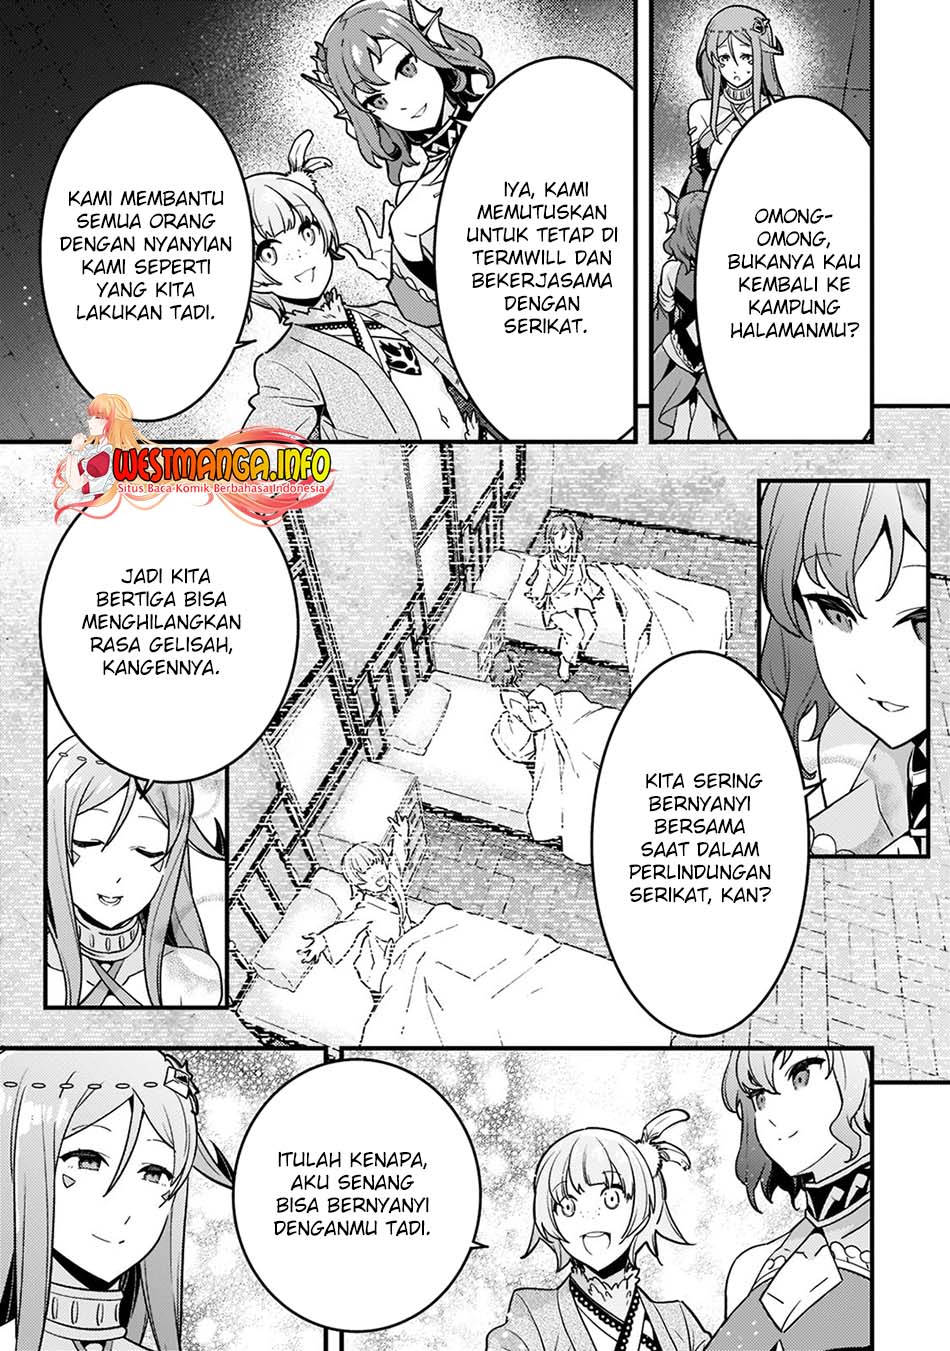 OMONG-
OMONG,
BUKANYA KAU
KEMBALI KE
KAMPUNG
HALAMANMU?
IYA, KAMI
MEMUTUSKAN
UNTUK TETAP DI
TERMWILL DAN
BEKERJASAMA
DENGAN
SERIKAT.
KAMI MEMBANTU
SEMUA ORANG
DENGAN NYANYIAN
KAMI SEPERTI
YANG KITA
LAKUKAN TADI.
WESTMANGA.INFO
Situs Baca Komik Berbahasa Indonesia
KITA SERING
BERNYANYI
BERSAMA
SAAT DALAM
PERLINDUNGAN
SERIKAT, KAN?
JADI KITA
BERTIGA BISA
MENGHILANGKAN
RASA GELISAH,
KANGENNYA.
ITULAH KENAPA,
AKU SENANG
BISA BERNYANYI
DENGANMU TADI.